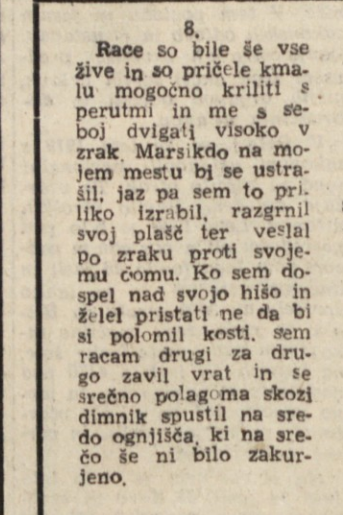 8.
Race so bile še vse
žive in so pričele kma-
lu mogočno kriliti s
perutmi in me s se-
boj dvigati visoko v
zrak. Marsikdo na mo-
jem mestu bi se ustra-
šil, jaz pa sem to pri-
liko izrabil, razgrnil
svoj plašč ter veslal
po zraku proti svoje-
mu domu. Ko sem do-
spel nad svojo hišo in
želel pristati ne da bi
si polomil kosti, sem
racam drugi za dru-
go zavil vrat in se
srečno polagoma skozi
dimnik spustil na sre-
do ognjišča, ki na sre-
čo še ni bilo zakur-
jeno.